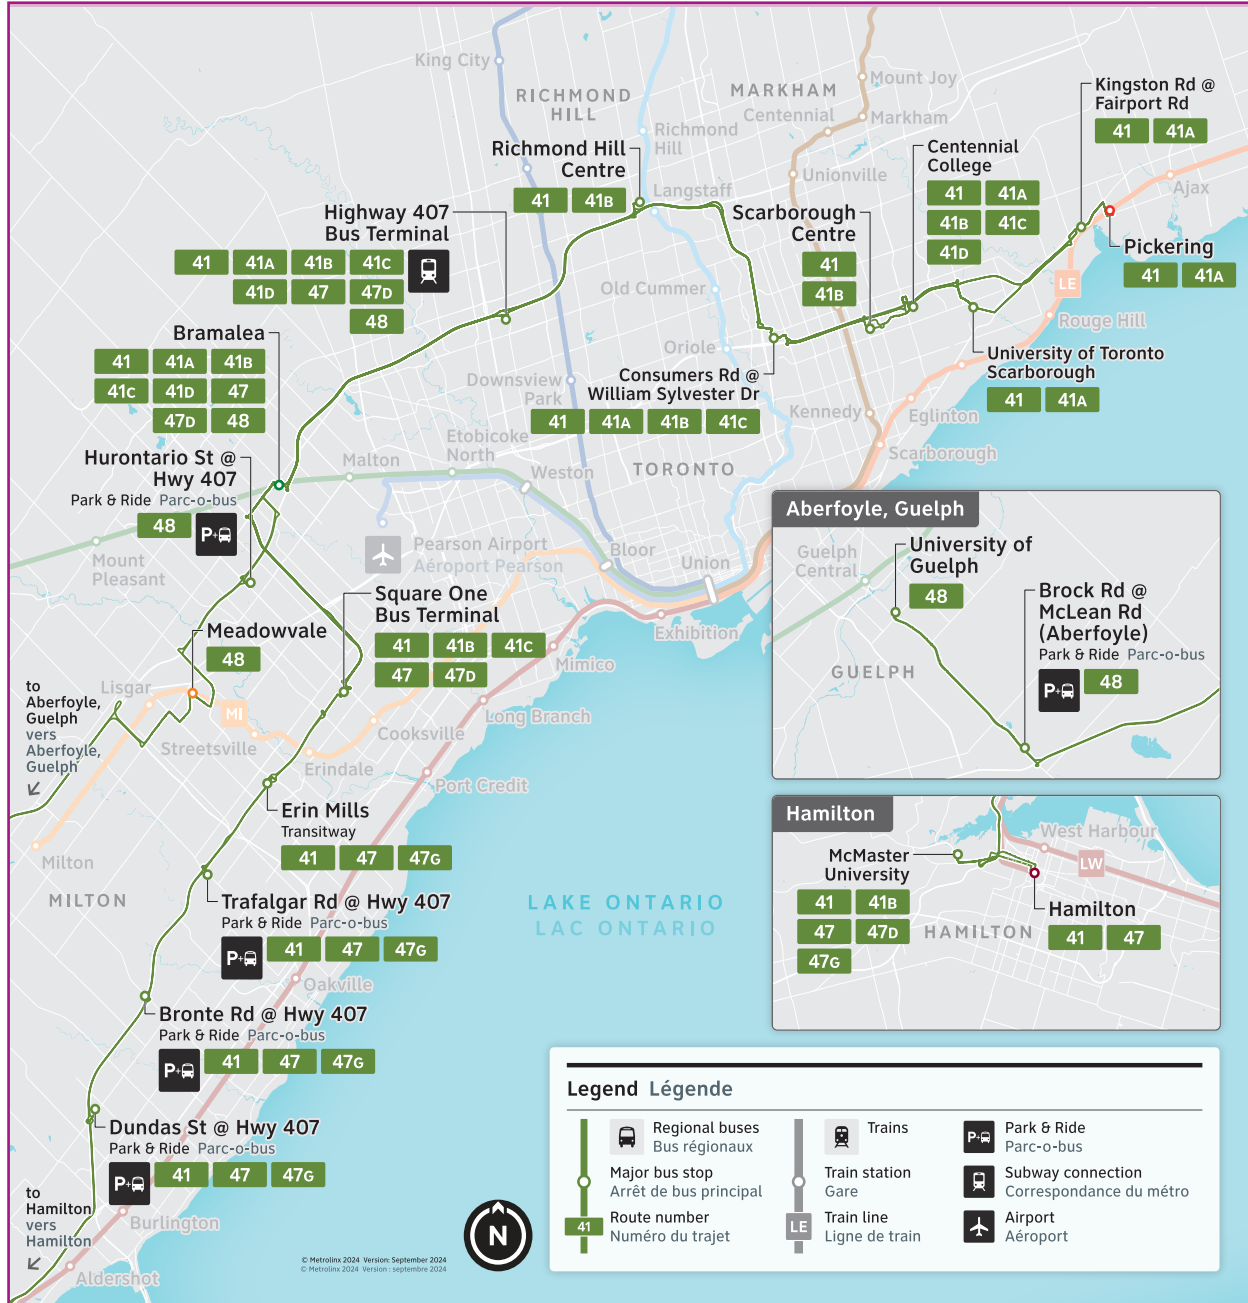 King City
RICHMOND
HILL
MARKHAM
Centennial
Mount Joy
Markham
Kingston Rd @
Fairport Rd
41 41A
Richmond
Hill
Richmond Hill
Centre
41 41B
Langstaff
Unionville
Centennial
College
41 41A
41B 41C
41D
Ajax
Highway 407
Bus Terminal
41 41A 41B 41C
41D 47 47D
48
Scarborough
Centre
41
41B
Pickering
41 41A
LE
Old Cummer
Rouge Hill
Bramalea
41 41A 41B
41C 41D 47
47D 48
Oriole
Consumers Rd @
William Sylvester Dr
41 41A 41B 41C
University of Toronto
Scarborough
41 41A
Downsview
Park
Kennedy
Eglinton
Scarborough
Etobicoke
North
Malton
Weston
TORONTO
Hurontario St @
Hwy 407
Park & Ride Parc-o-bus
48 P+
Mount
Pleasant
Pearson Airport
Aéroport Pearson
Bloor
Union
Exhibition
Square One
Bus Terminal
41 41B 41C
47 47D
Mimico
Meadowvale
48
Lisgar
MI
Streetsville
Long Branch
Cooksville
Erindale
Port Credit
to
Aberfoyle,
Guelph
vers
Aberfoyle,
Guelph
Erin Mills
Transitway
41 47 47G
Milton
MILTON
Trafalgar Rd @ Hwy 407
Park & Ride Parc-o-bus
P+ 41 47 47G
LAKE ONTARIO
LAC ONTARIO
Oakville
Bronte Rd @ Hwy 407
Park & Ride Parc-o-bus
P+ 41 47 47G
Dundas St @ Hwy 407
Park & Ride Parc-o-bus
P+ 41 47 47G
to
Hamilton
vers
Hamilton
Burlington
Aldershot
Aberfoyle, Guelph
Guelph
Central
University of
Guelph
48
Brock Rd @
McLean Rd
(Aberfoyle)
Park & Ride Parc-o-bus
P+ 48
GUELPH
Hamilton
West Harbour
LW
McMaster
University
41 41B
47 47D
47G
HAMILTON
Hamilton
41 47
© Metrolinx 2024 Version: September 2024
© Metrolinx 2024 Version : septembre 2024
N
Legend Légende
Regional buses
Bus régionaux
Major bus stop
Arrêt de bus principal
41
Route number
Numéro du trajet
Trains
Train station
Gare
LE
Train line
Ligne de train
P+
Park & Ride
Parc-o-bus
Subway connection
Correspondance du métro
Airport
Aéroport